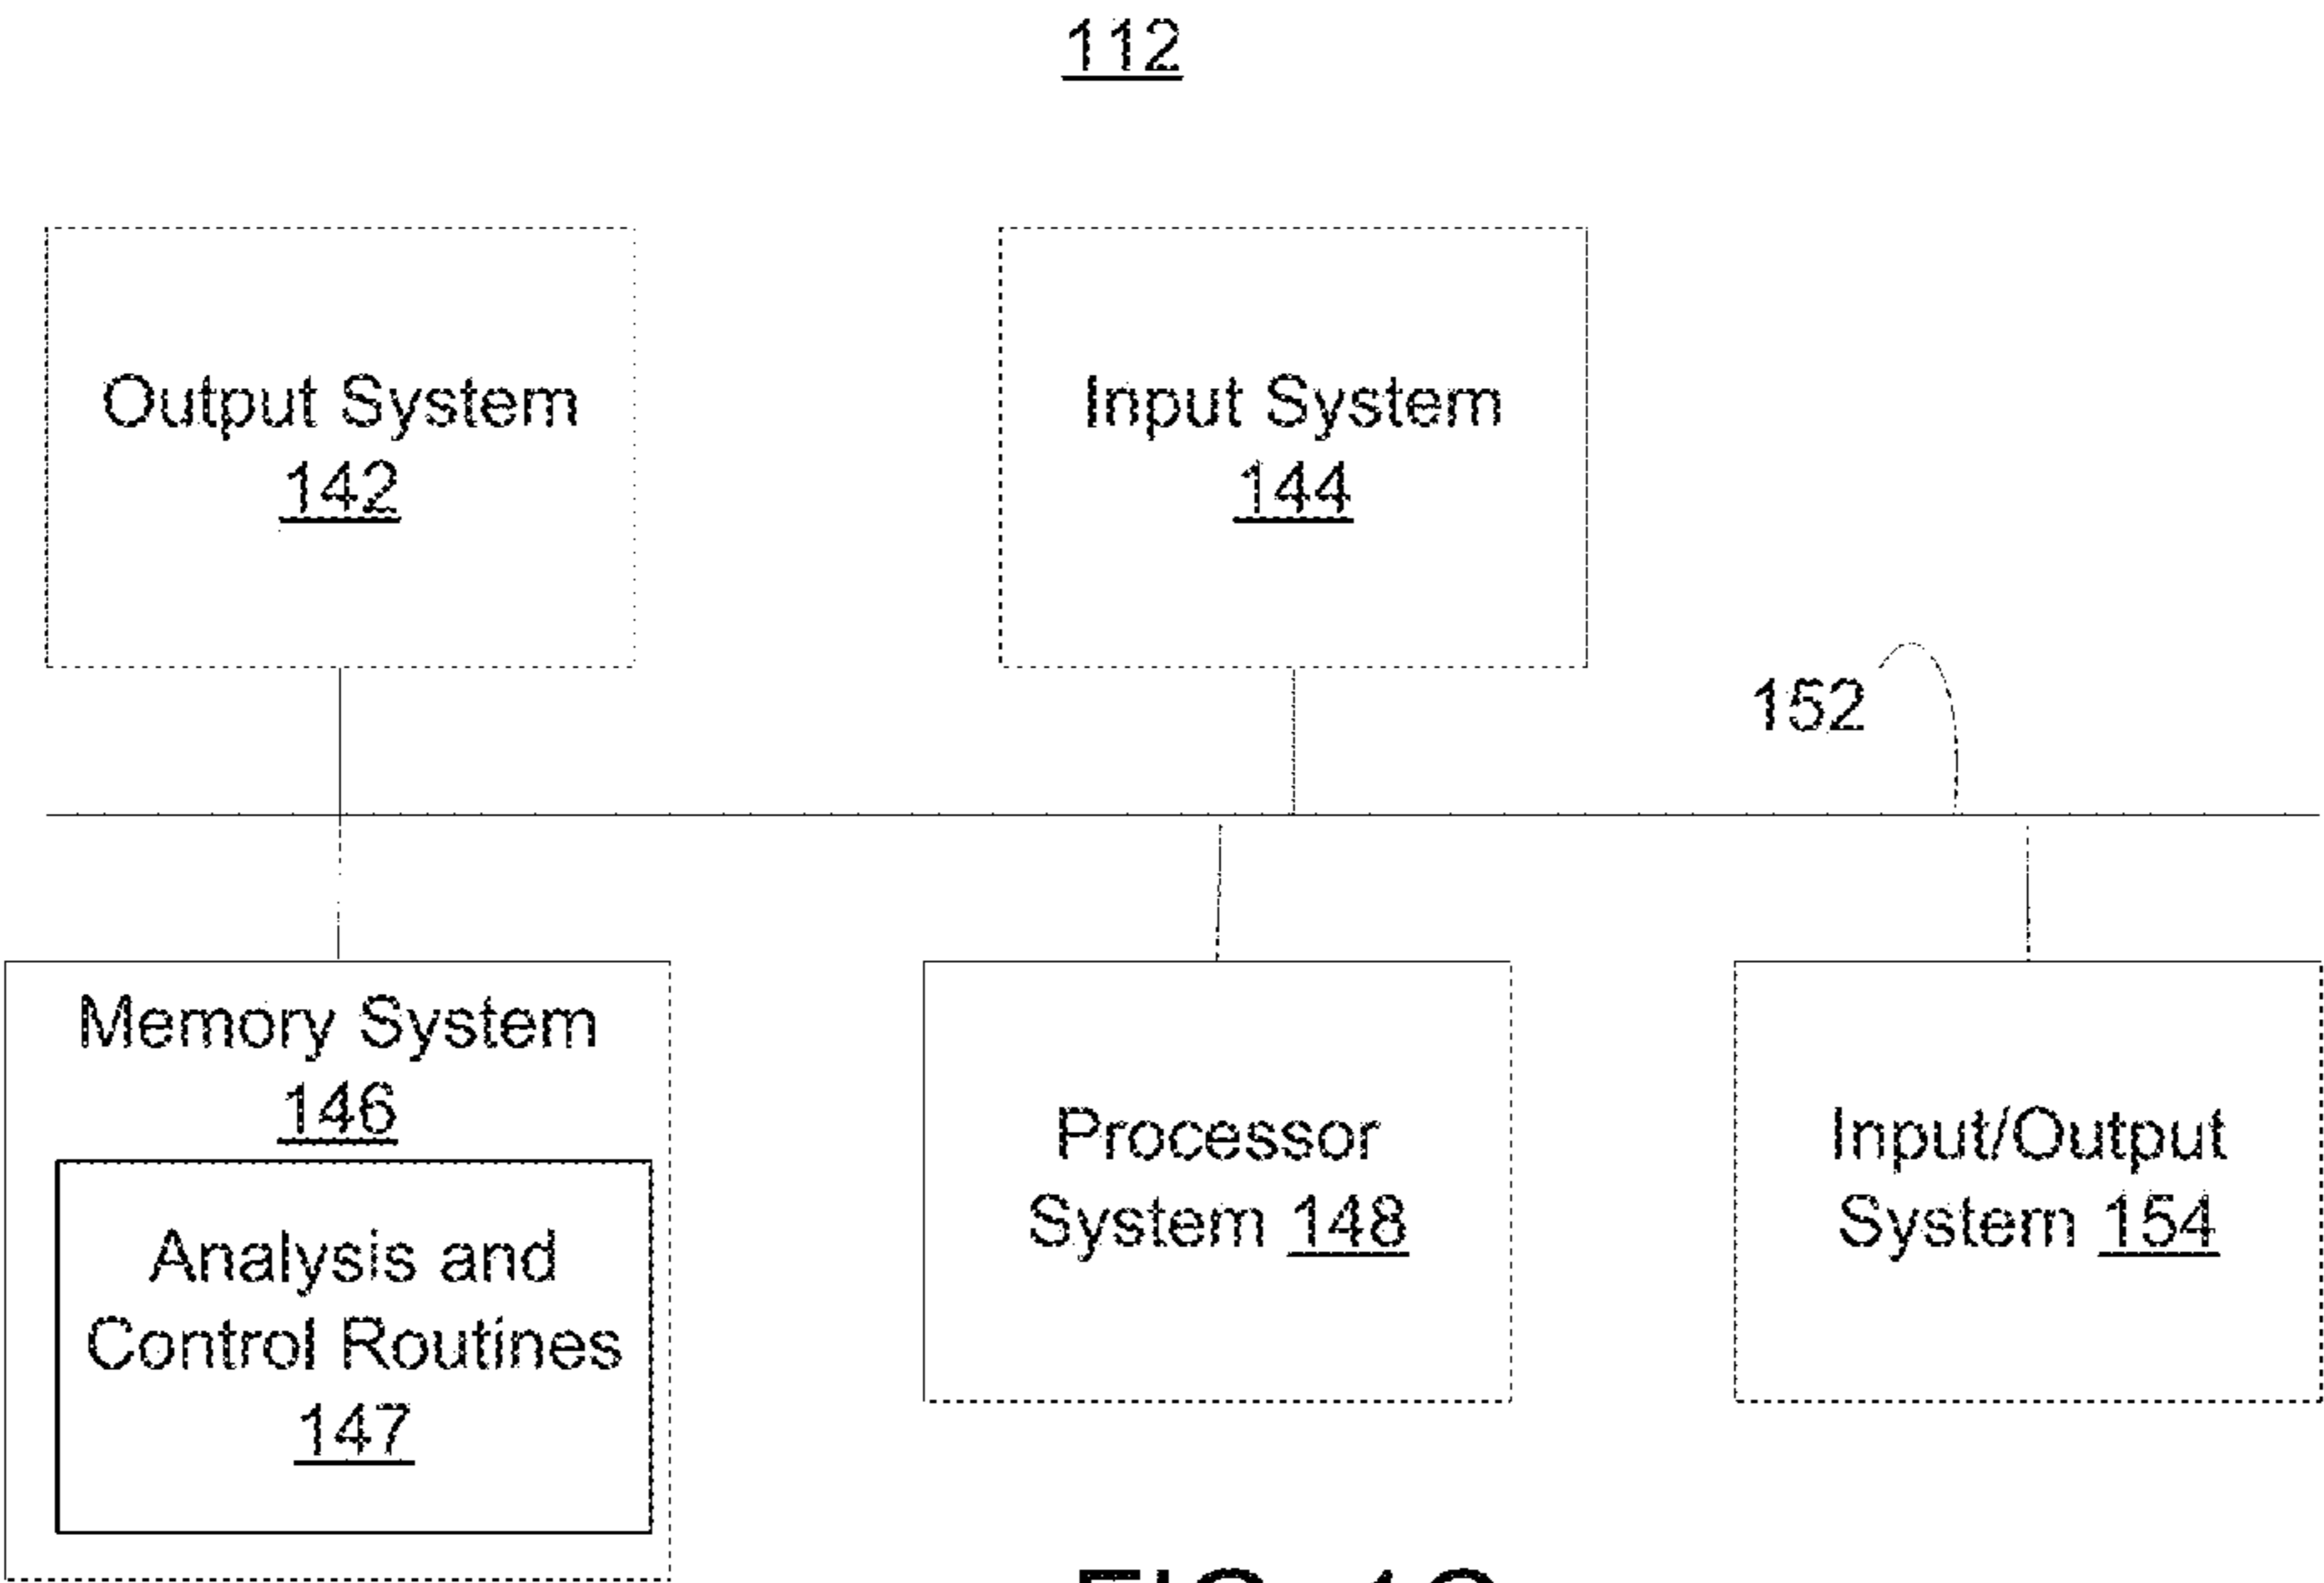 112
Output System
142
Input System
144
152
Memory System
146
Analysis and
Control Routines
147
Processor
System 148
Input/Output
System 154